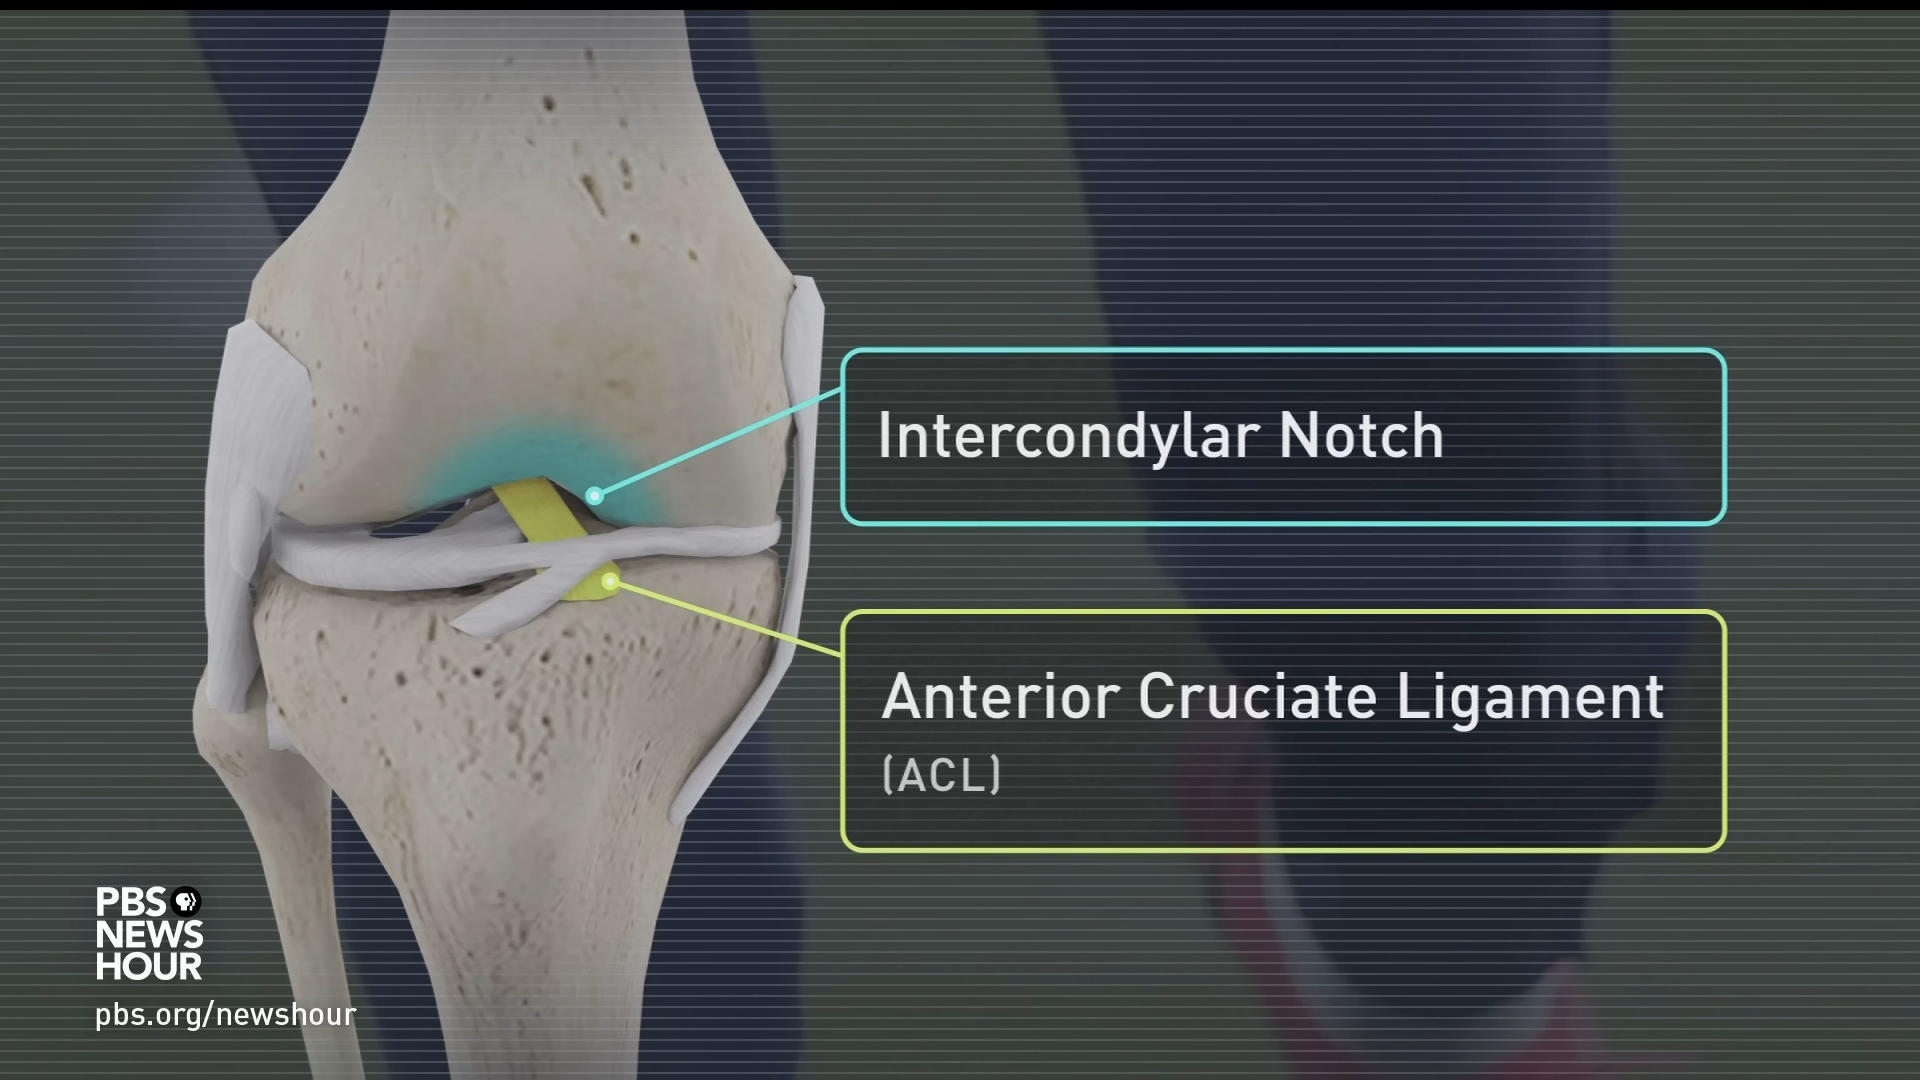 Intercondylar Notch
Anterior Cruciate Ligament
(ACL)
PBS
NEWS
HOUR
pbs.org/newshour